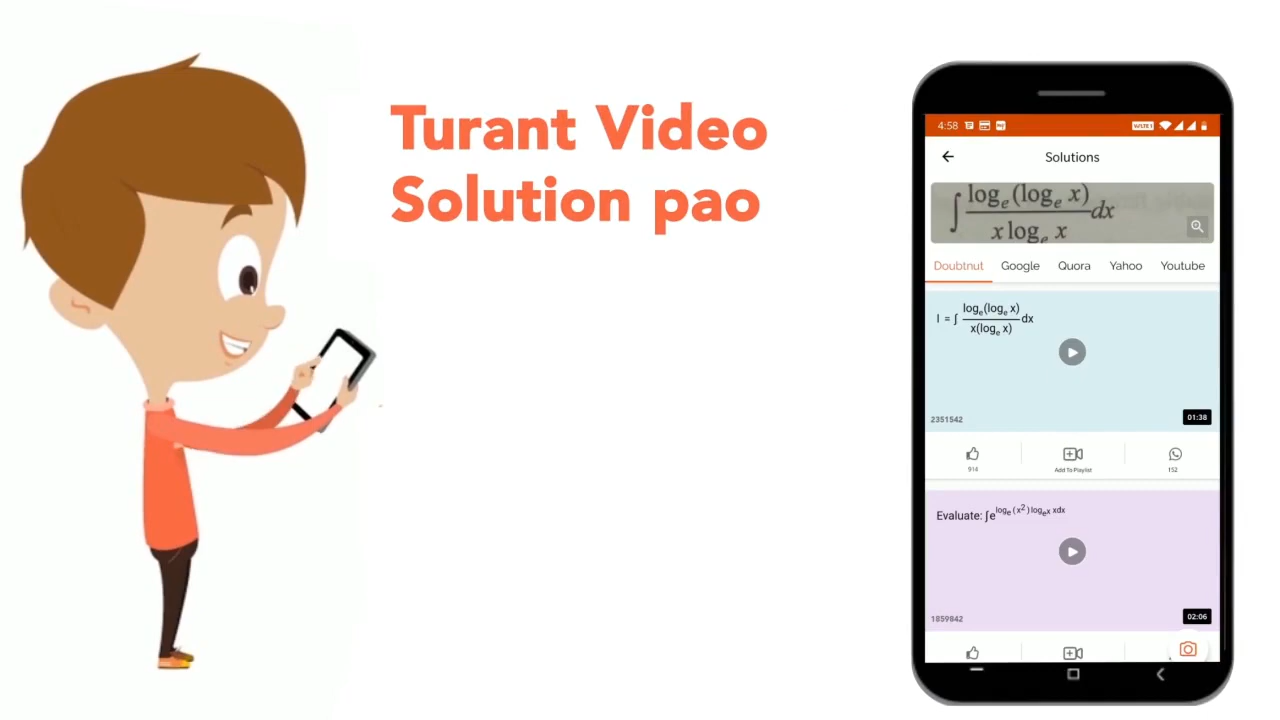 Turant Video
Solution pao
4:58
VoLTE1
Solutions
∫ logₑ(logₑ x) / x logₑ x dx
Doubtnut Google Quora Yahoo Youtube
I = ∫ logₑ(logₑ x) / x(logₑ x) dx
2351542 01:38
914 Add To Playlist 152
Evaluate: ∫e^logₑ(x²)logₑx xdx
1859842 02:06